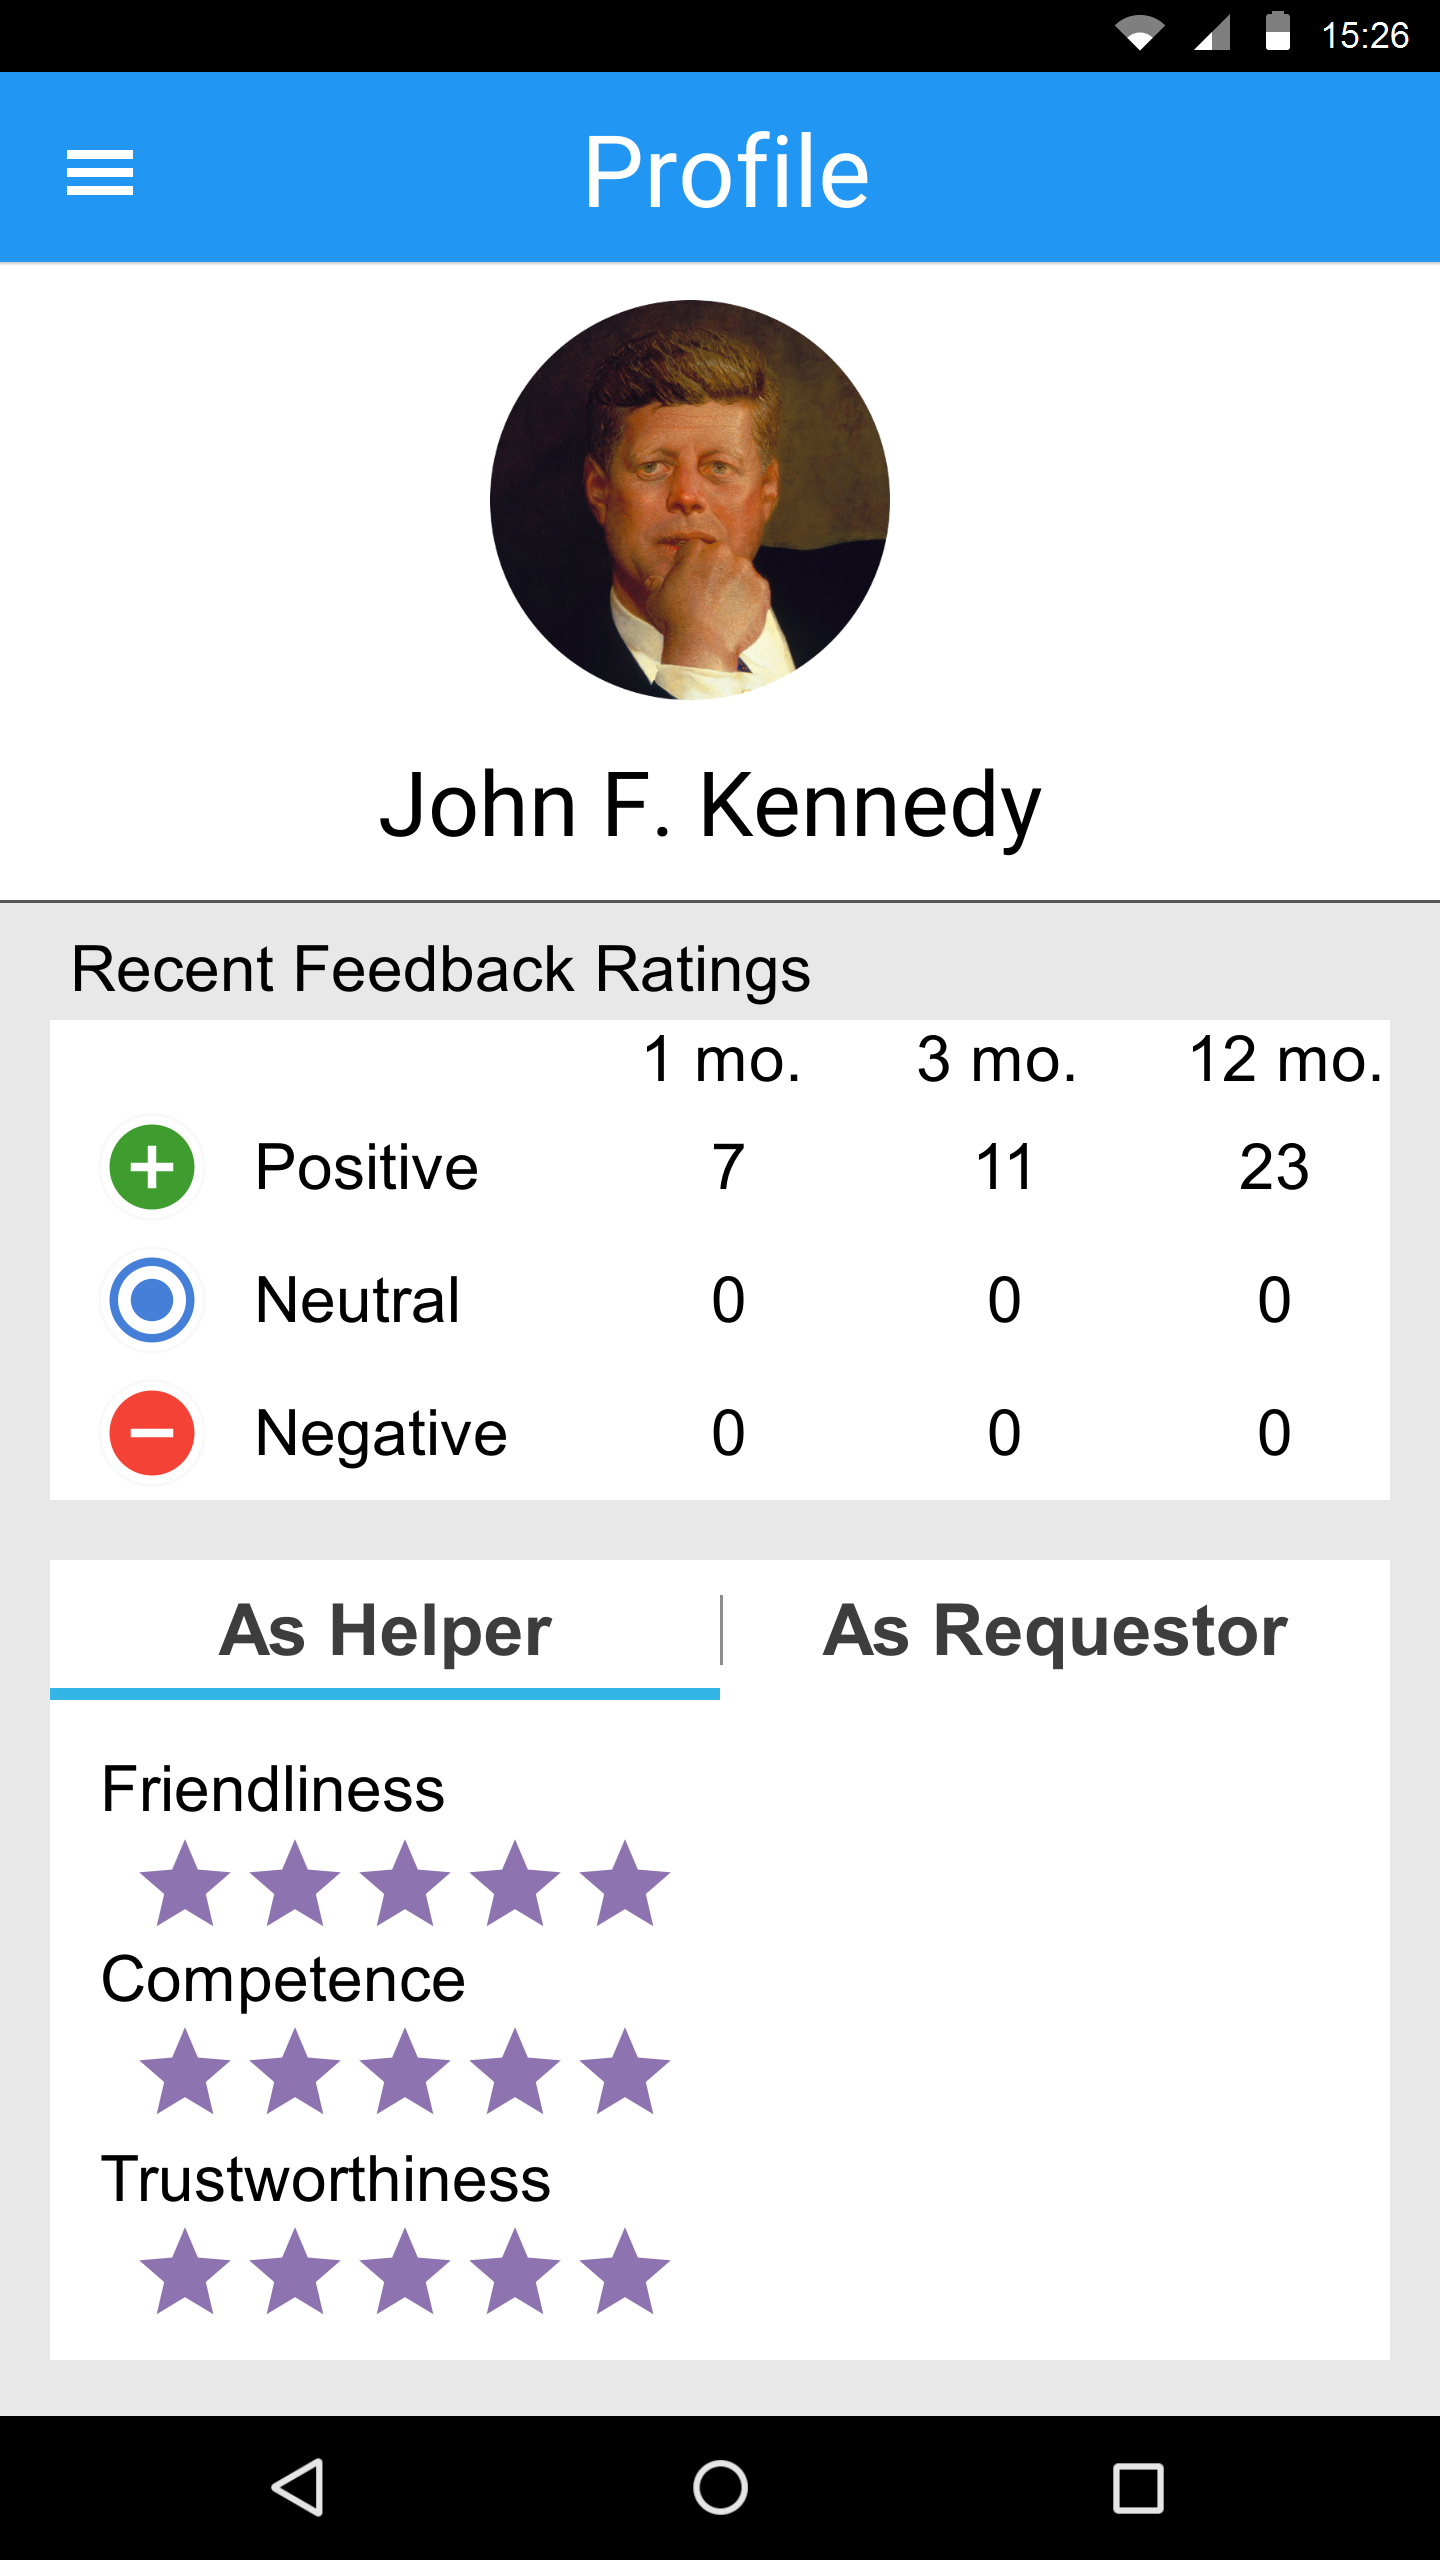 15:26
Profile
John F. Kennedy
Recent Feedback Ratings
1 mo. 3 mo. 12 mo.
Positive 7 11 23
Neutral 0 0 0
Negative 0 0 0
As Helper As Requestor
Friendliness
Competence
Trustworthiness